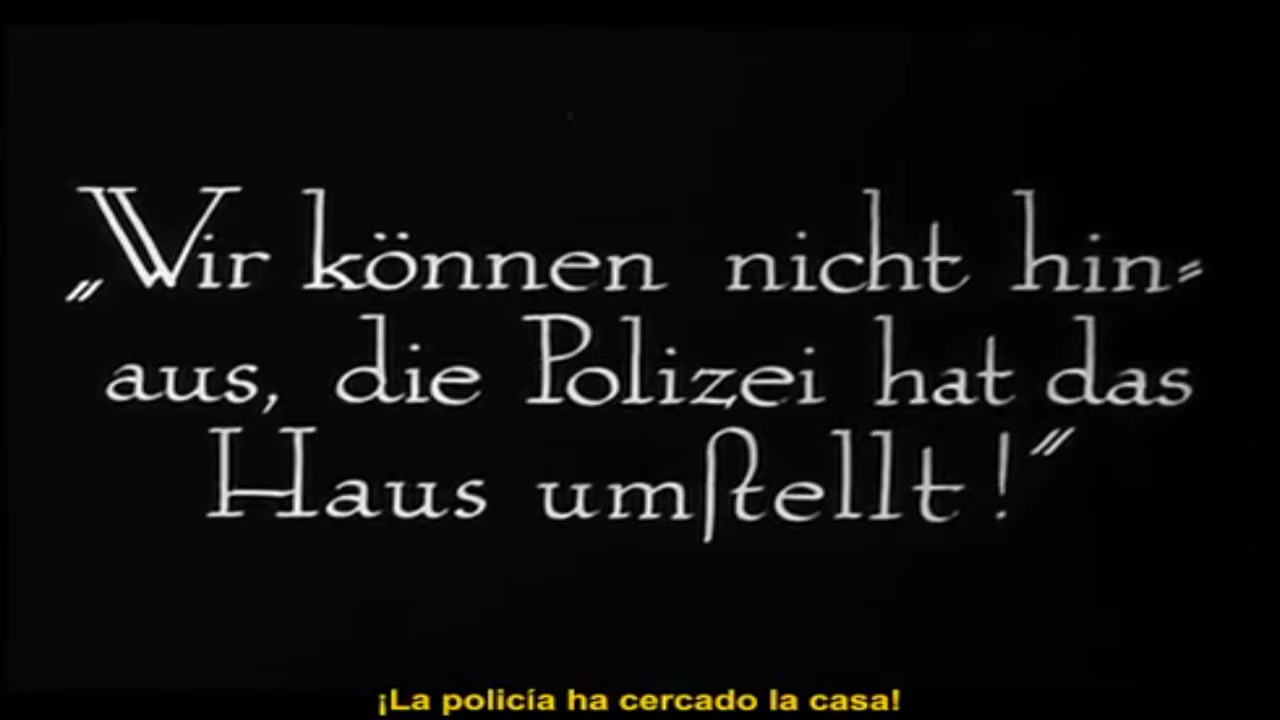 „Wir können nicht hin⸗
aus, die Polizei hat das
Haus umſtellt!”
¡La policía ha cercado la casa!